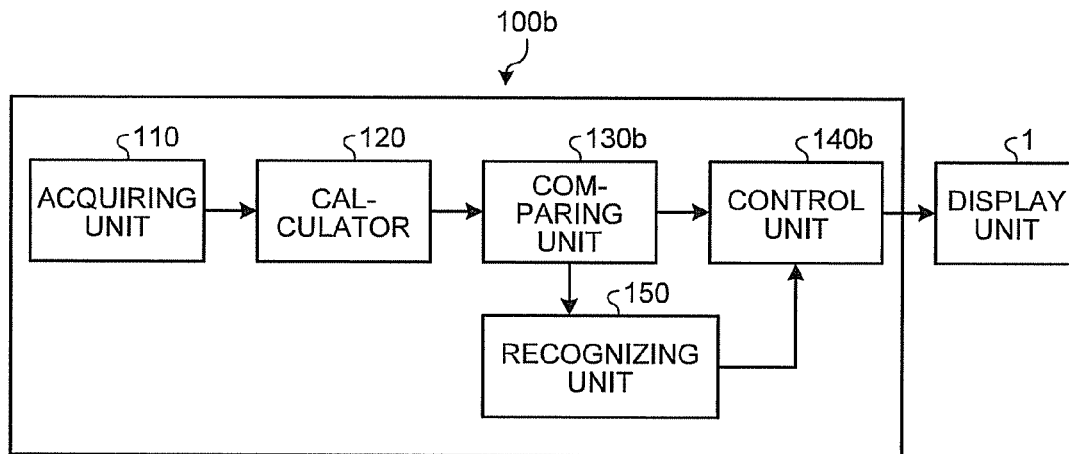 100b
110
120
130b
140b
1
ACQUIRING
UNIT
CAL-
CULATOR
COM-
PARING
UNIT
CONTROL
UNIT
DISPLAY
UNIT
150
RECOGNIZING
UNIT